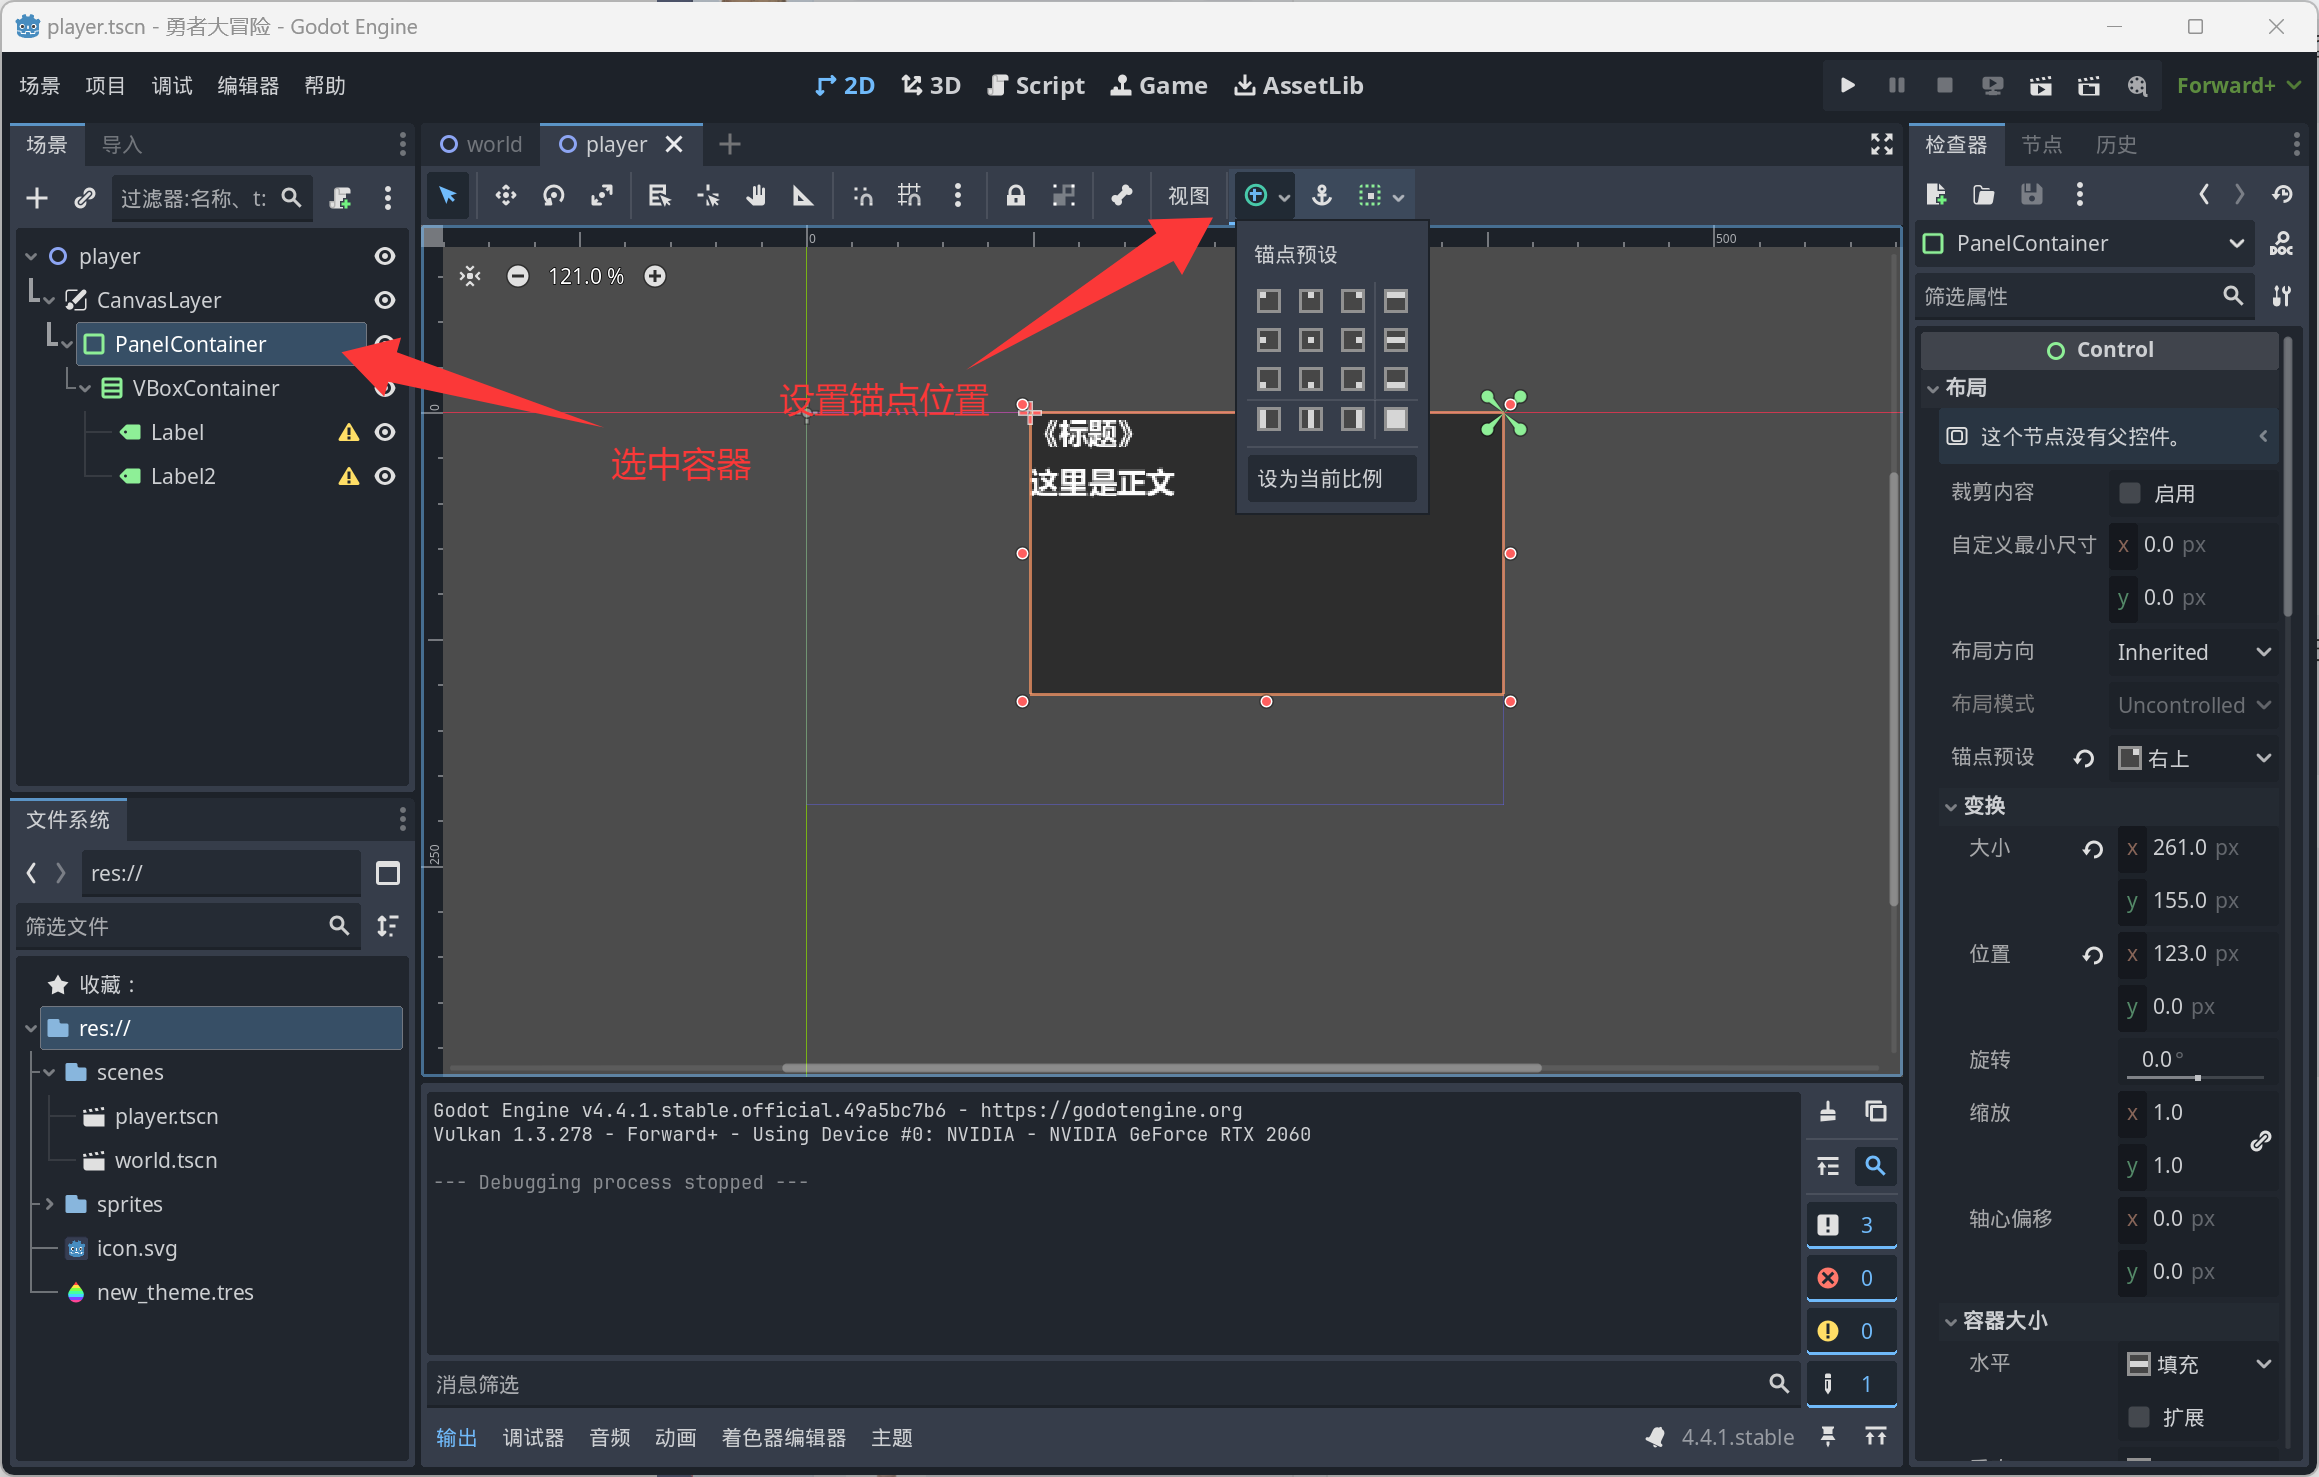 player.tscn - 勇者大冒险 - Godot Engine
场景 项目 调试 编辑器 帮助
2D 3D Script Game AssetLib
Forward+
场景 导入
过滤器:名称、t:
player
CanvasLayer
PanelContainer
VBoxContainer
Label
Label2
文件系统
res://
筛选文件
收藏：
res://
scenes
player.tscn
world.tscn
sprites
icon.svg
new_theme.tres
world player
视图
0 500
0
250
121.0 %
锚点预设
设为当前比例
设置锚点位置
选中容器
《标题》
这里是正文
Godot Engine v4.4.1.stable.official.49a5bc7b6 - https://godotengine.org
Vulkan 1.3.278 - Forward+ - Using Device #0: NVIDIA - NVIDIA GeForce RTX 2060
--- Debugging process stopped ---
3
0
0
1
消息筛选
输出 调试器 音频 动画 着色器编辑器 主题
4.4.1.stable
检查器 节点 历史
PanelContainer
DOC
筛选属性
Control
布局
这个节点没有父控件。
裁剪内容 启用
自定义最小尺寸 x 0.0 px
y 0.0 px
布局方向 Inherited
布局模式 Uncontrolled
锚点预设 右上
变换
大小 x 261.0 px
y 155.0 px
位置 x 123.0 px
y 0.0 px
旋转 0.0 °
缩放 x 1.0
y 1.0
轴心偏移 x 0.0 px
y 0.0 px
容器大小
水平 填充
扩展